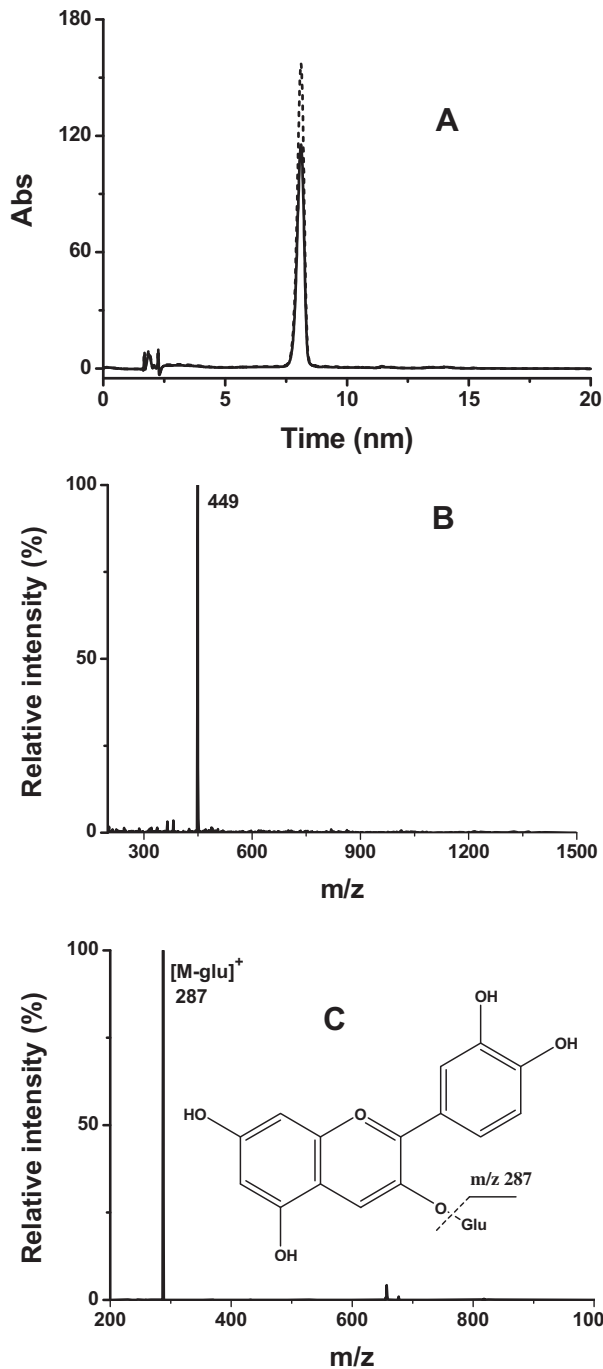 180
A
120
Abs
60
0
0 5 10 15 20
Time (nm)
100
449
B
Relative intensity (%)
50
0
300 600 900 1200 1500
m/z
100
[M-glu]+
287
C
OH
OH
Relative intensity (%)
50
HO
O
m/z 287
O
Glu
OH
0
200 400 600 800 100
m/z